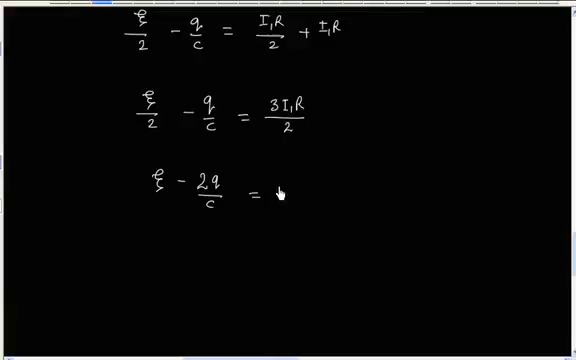 ξ/2 - q/c = I₁R/2 + I₁R
ξ/2 - q/c = 3I₁R/2
ξ - 2q/c =